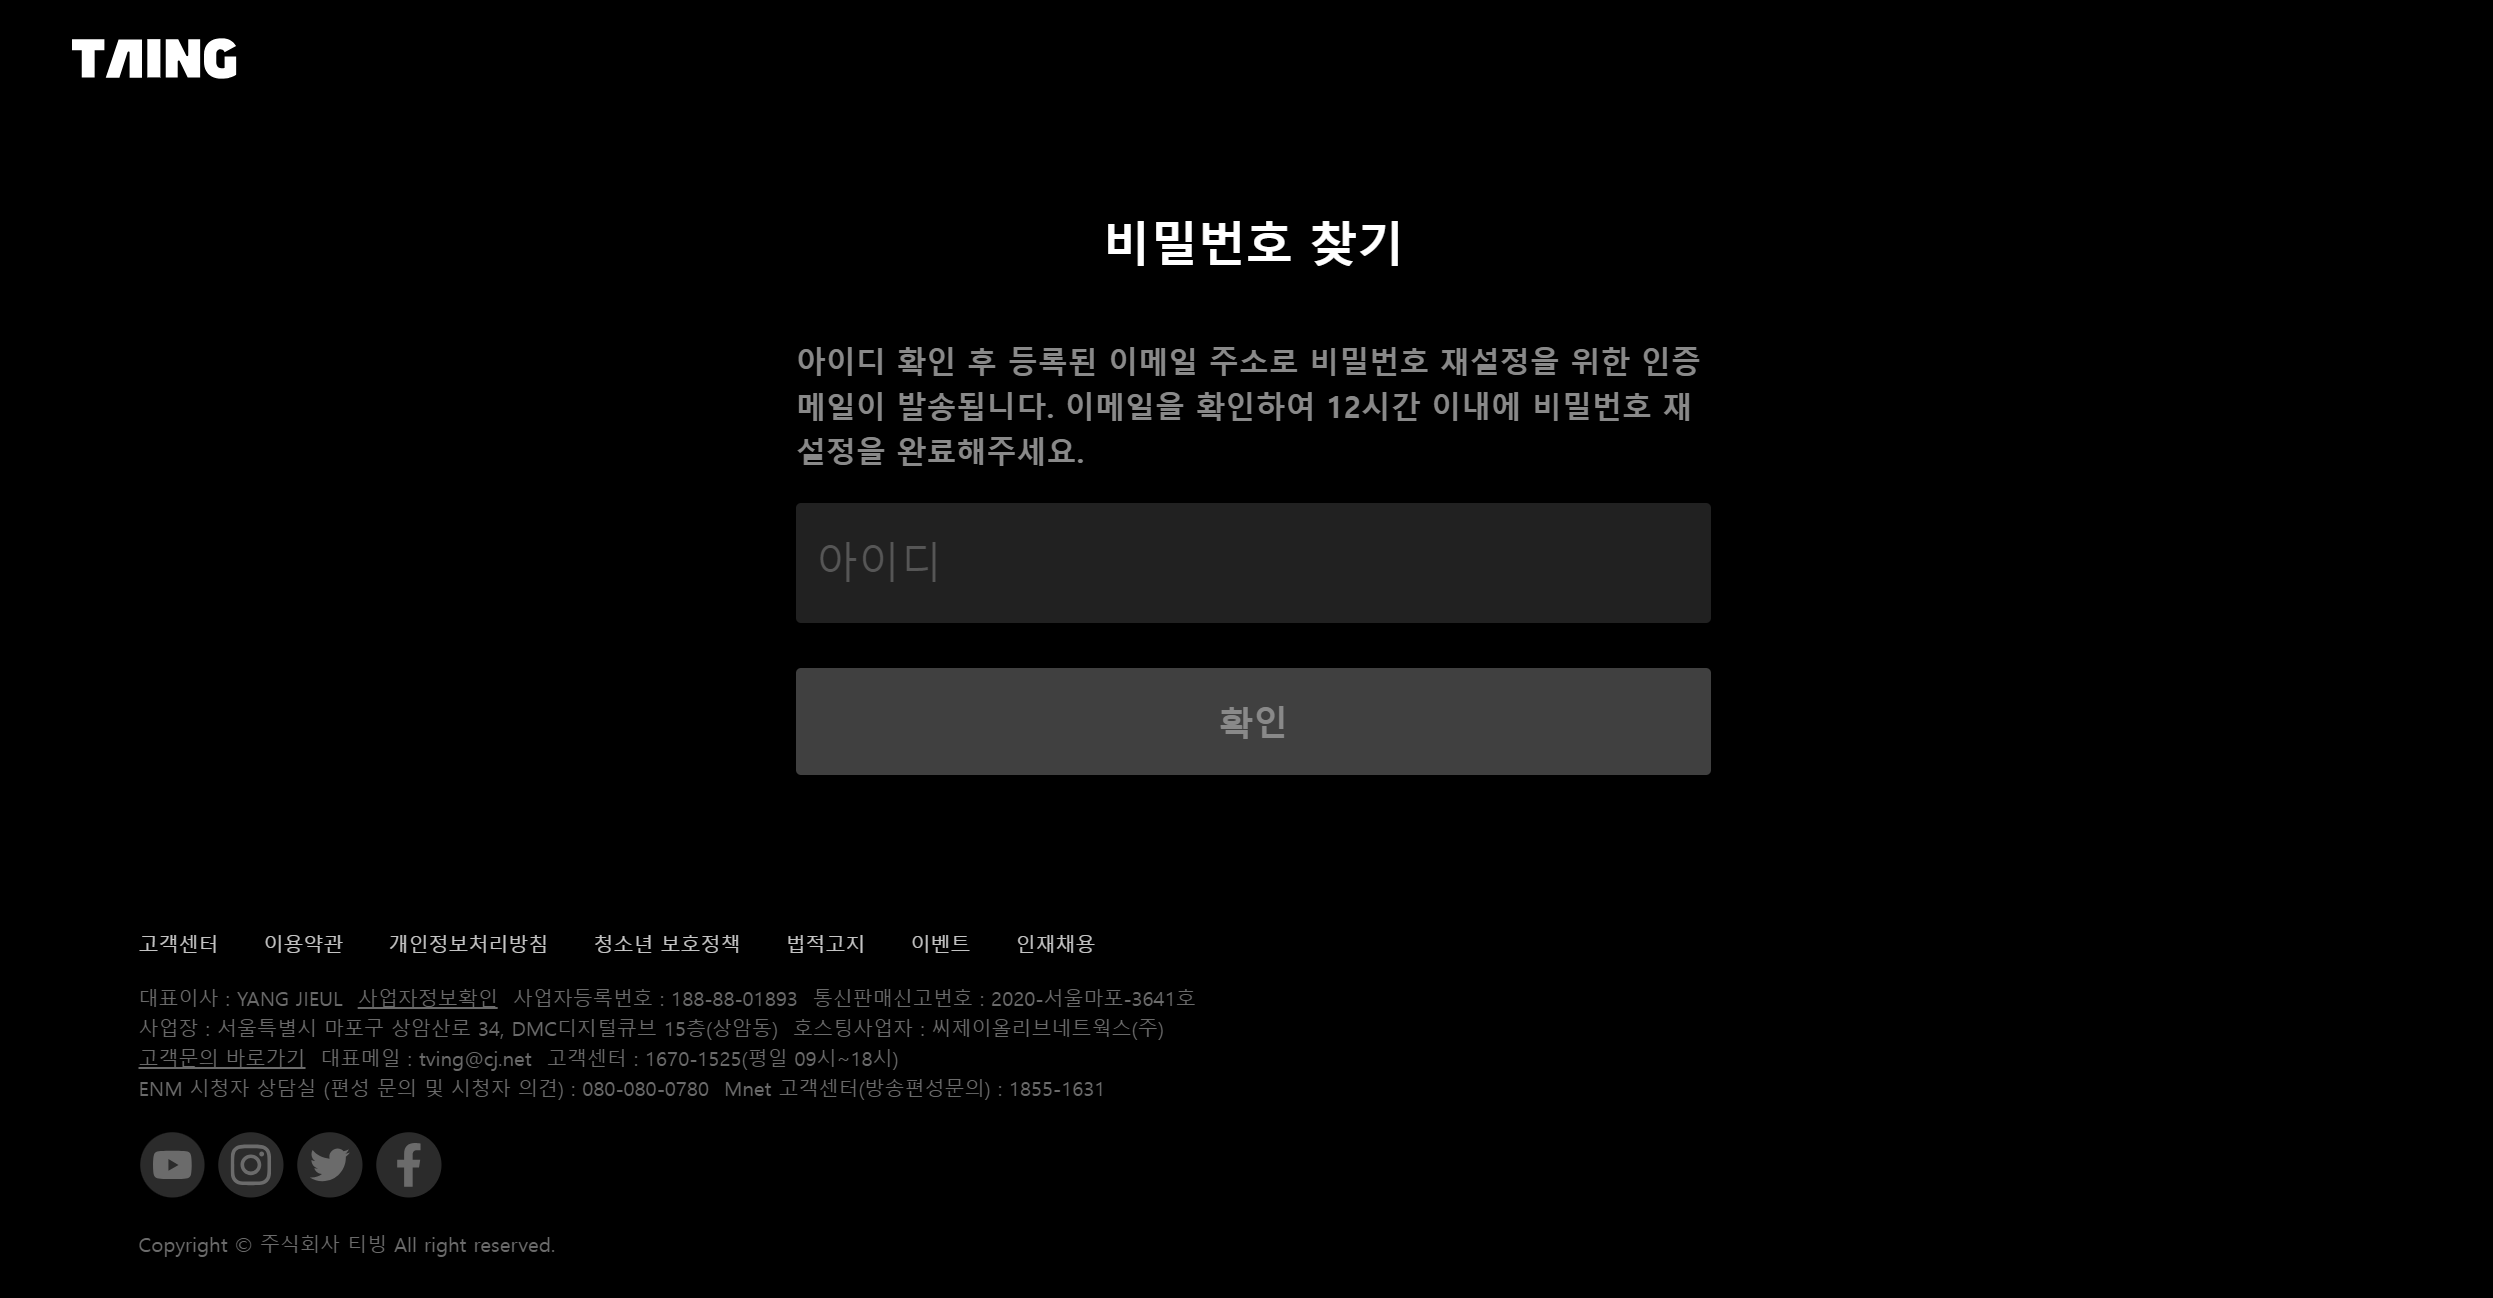 TAING
비밀번호 찾기
아이디 확인 후 등록된 이메일 주소로 비밀번호 재설정을 위한 인증
메일이 발송됩니다. 이메일을 확인하여 12시간 이내에 비밀번호 재
설정을 완료해주세요.
아이디
확인
고객센터 이용약관 개인정보처리방침 청소년 보호정책 법적고지 이벤트 인재채용
대표이사 : YANG JIEUL 사업자정보확인 사업자등록번호 : 188-88-01893 통신판매신고번호 : 2020-서울마포-3641호
사업장 : 서울특별시 마포구 상암산로 34, DMC디지털큐브 15층(상암동) 호스팅사업자 : 씨제이올리브네트웍스(주)
고객문의 바로가기 대표메일 : tving@cj.net 고객센터 : 1670-1525(평일 09시~18시)
ENM 시청자 상담실 (편성 문의 및 시청자 의견) : 080-080-0780 Mnet 고객센터(방송편성문의) : 1855-1631
Copyright © 주식회사 티빙 All right reserved.